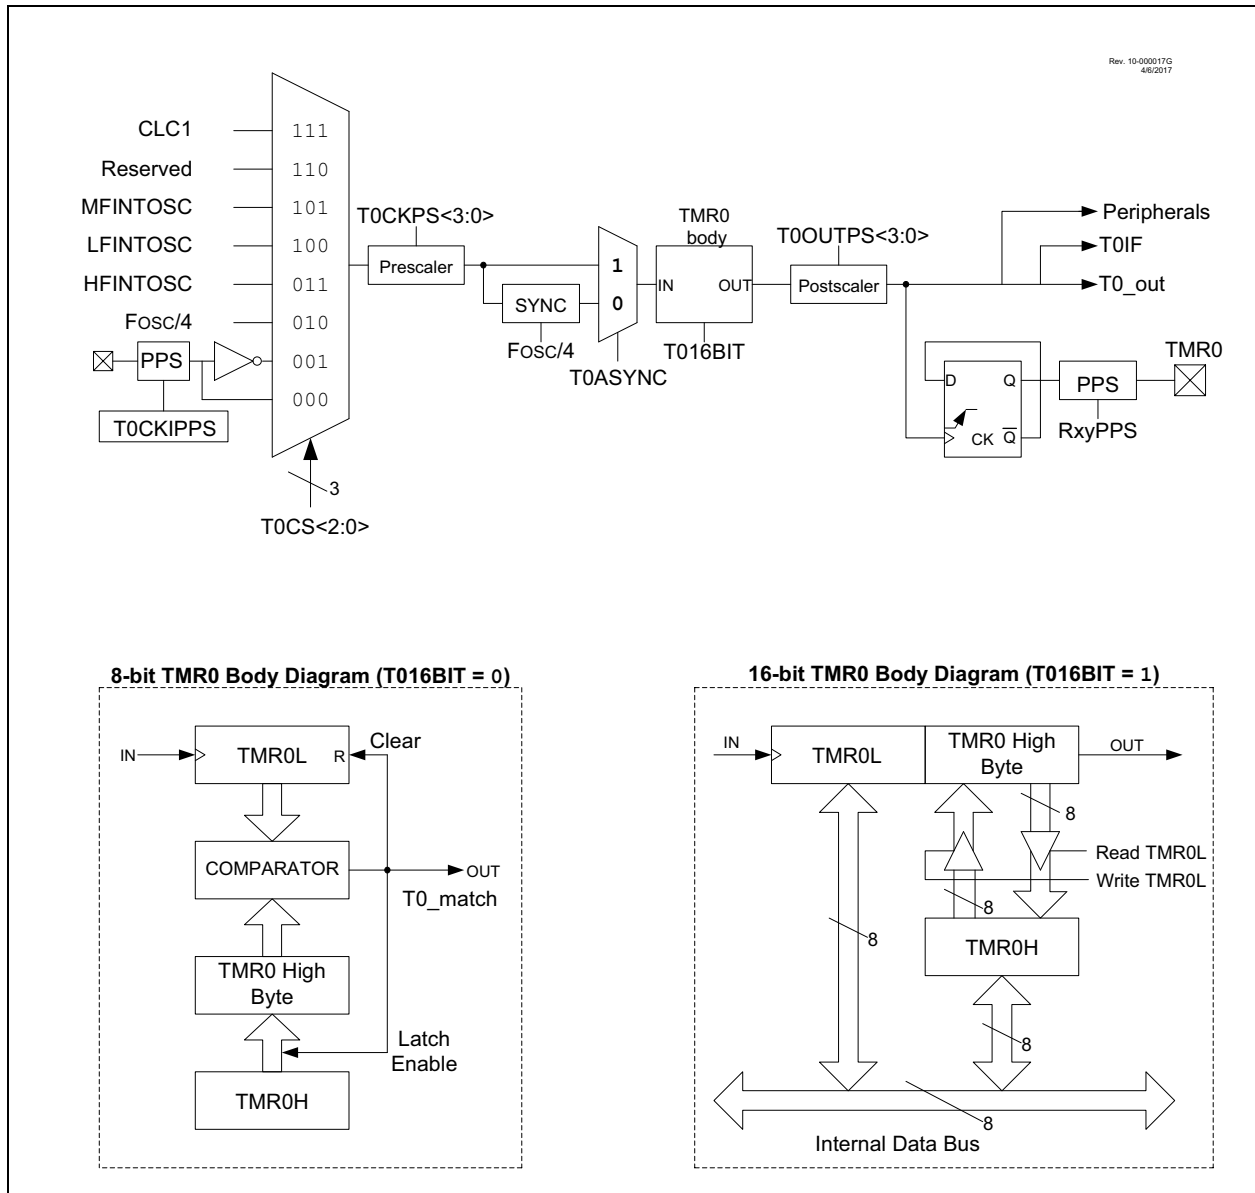 Rev. 10-000017G
4/6/2017
CLC1
111
Reserved
110
MFINTOSC
101
LFINTOSC
100
HFINTOSC
011
FOSC/4
010
PPS
001
000
T0CKIPPS
3
T0CS<2:0>
T0CKPS<3:0>
Prescaler
SYNC
FOSC/4
1
0
T0ASYNC
TMR0
body
IN
OUT
T016BIT
T0OUTPS<3:0>
Postscaler
Peripherals
T0IF
T0_out
D
Q
CK
Q
PPS
RxyPPS
TMR0
8-bit TMR0 Body Diagram (T016BIT = 0)
IN
TMR0L
R
Clear
COMPARATOR
OUT
T0_match
TMR0 High
Byte
Latch
Enable
TMR0H
16-bit TMR0 Body Diagram (T016BIT = 1)
IN
TMR0L
TMR0 High
Byte
OUT
8
Read TMR0L
Write TMR0L
8
8
TMR0H
8
8
Internal Data Bus